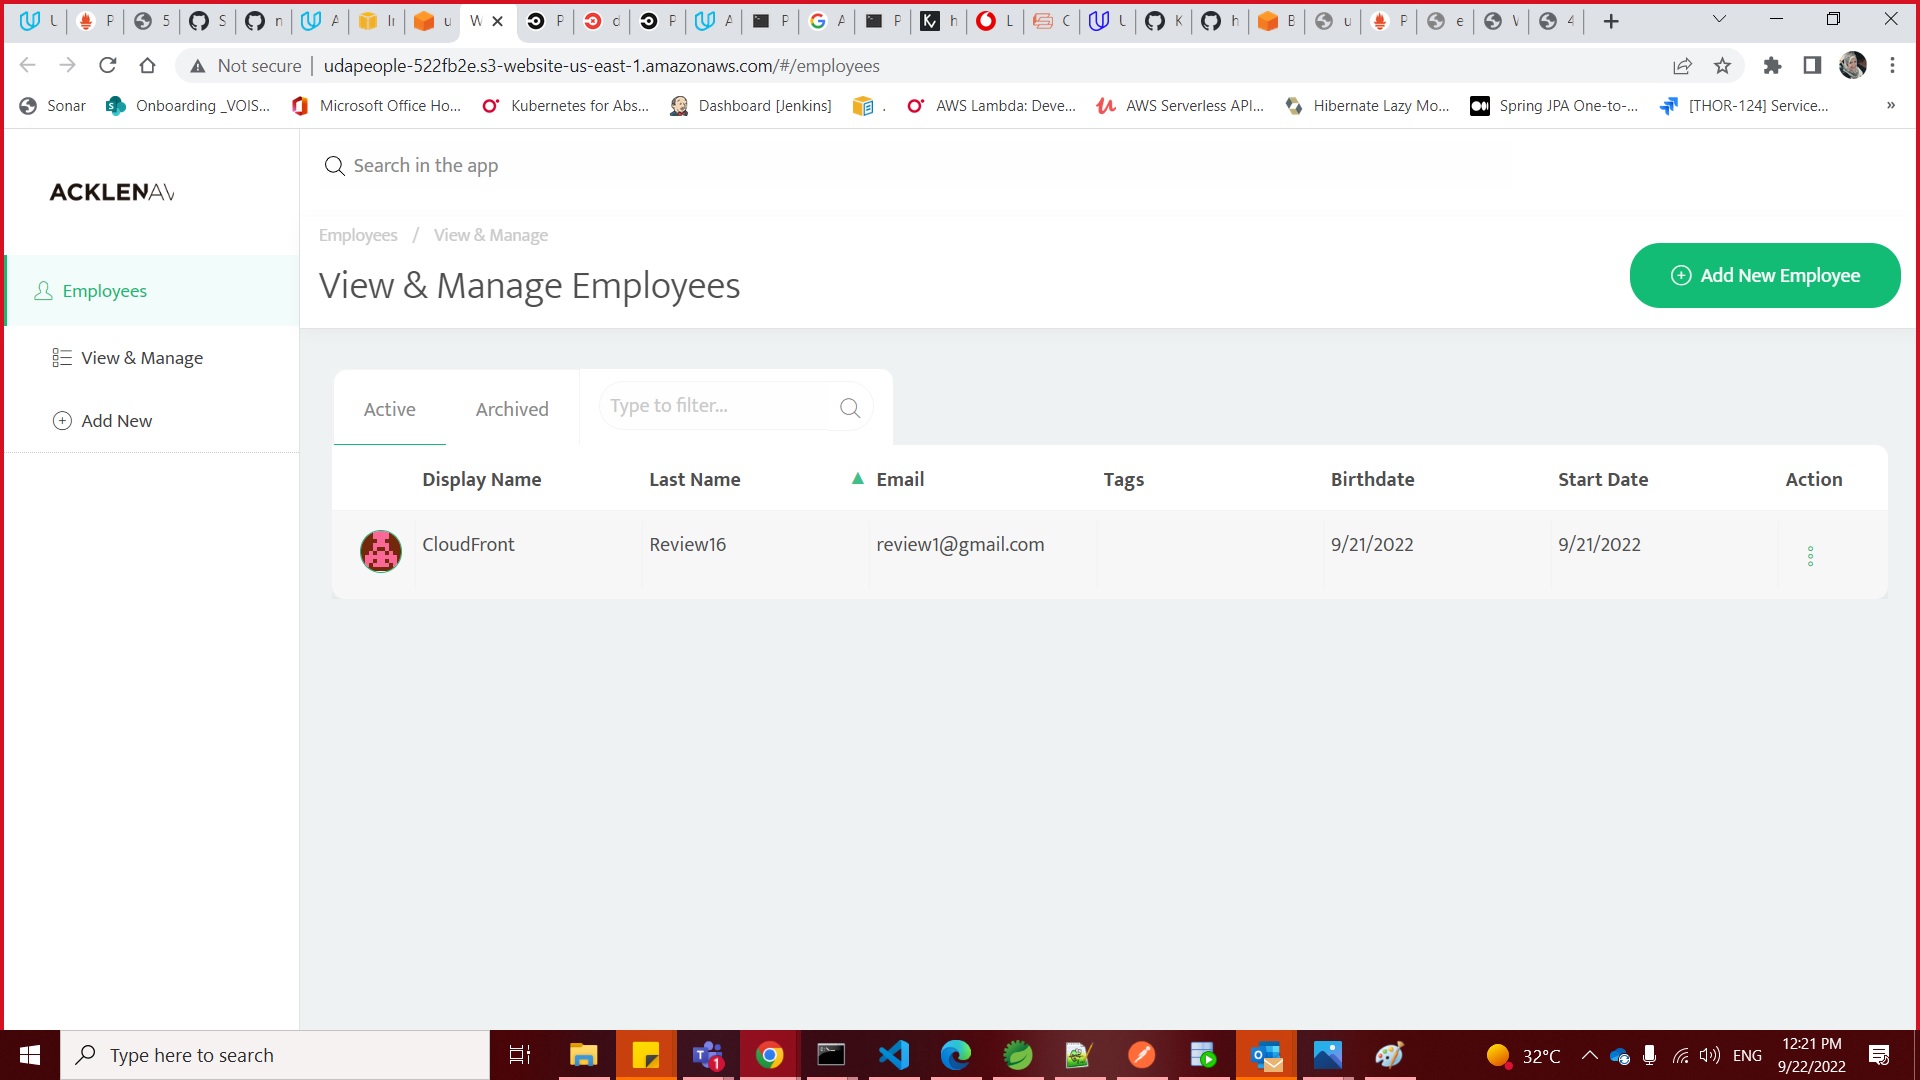 Not secure | udapeople-522fb2e.s3-website-us-east-1.amazonaws.com/#/employees
Sonar
Onboarding _VOIS...
Microsoft Office Ho...
Kubernetes for Abs...
Dashboard [Jenkins]
.
AWS Lambda: Deve...
AWS Serverless API...
Hibernate Lazy Mo...
Spring JPA One-to-...
[THOR-124] Service...
»
ACKLENAV
Employees
View & Manage
Add New
Search in the app
Employees / View & Manage
View & Manage Employees
Add New Employee
Active
Archived
Type to filter...
Display Name Last Name Email Tags Birthdate Start Date Action
CloudFront Review16 review1@gmail.com 9/21/2022 9/21/2022
Type here to search
1
32°C
ENG
12:21 PM
9/22/2022